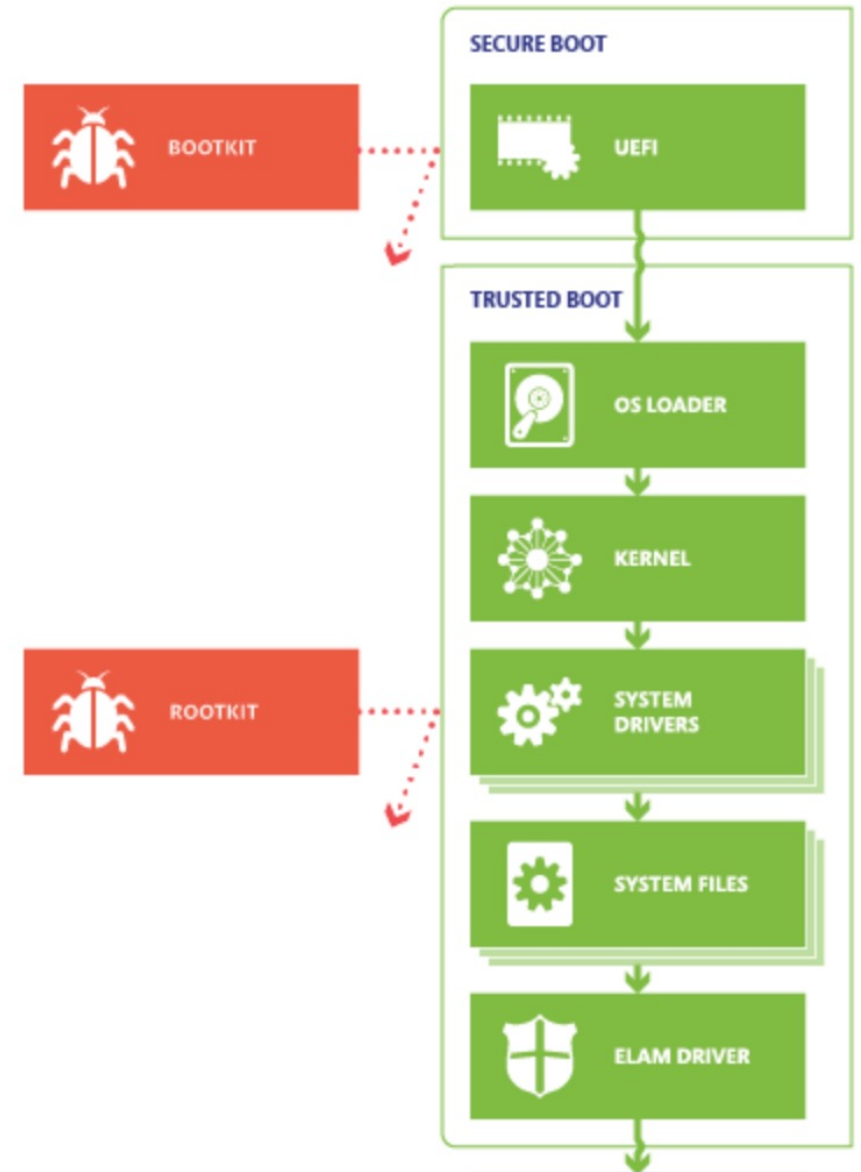 SECURE BOOT
BOOTKIT
UEFI
TRUSTED BOOT
OS LOADER
KERNEL
ROOTKIT
SYSTEM
DRIVERS
SYSTEM FILES
ELAM DRIVER